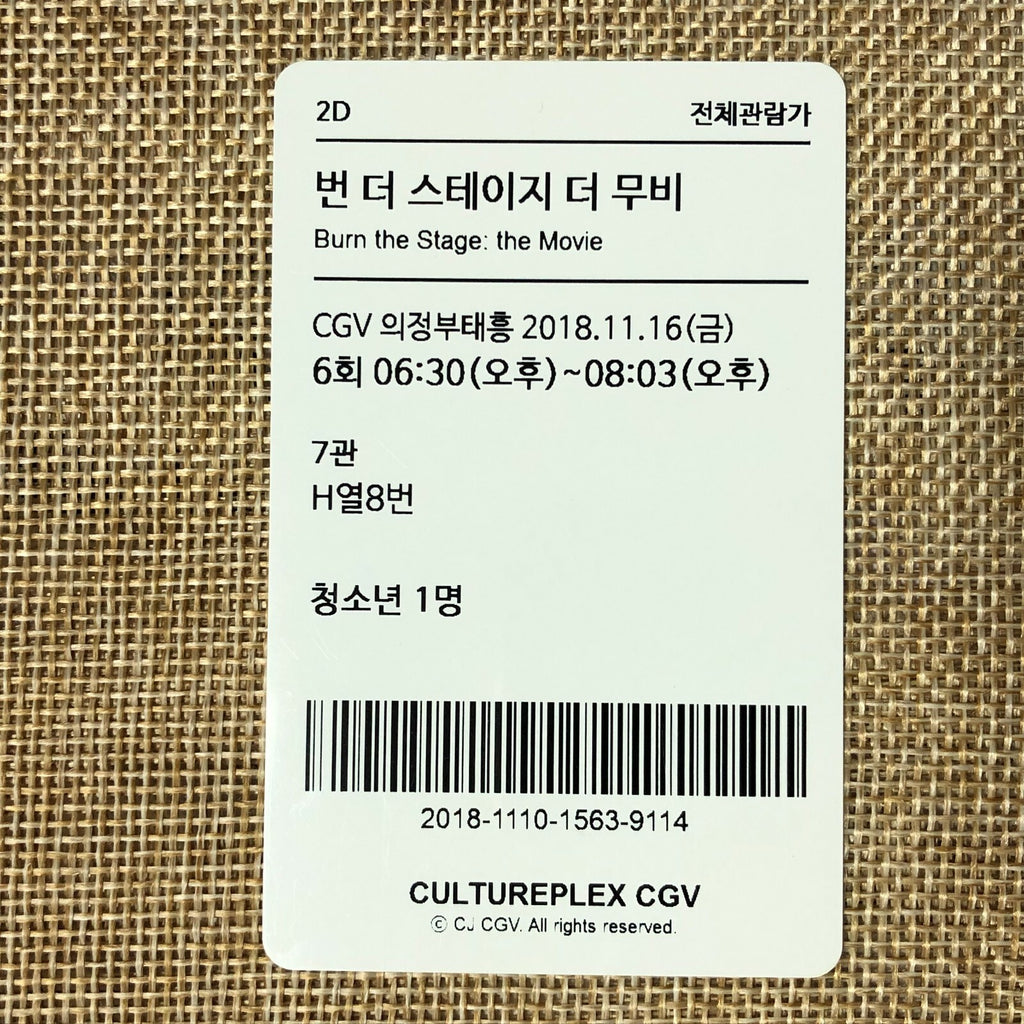 2D 전체관람가
번 더 스테이지 더 무비
Burn the Stage: the Movie
CGV 의정부태흥 2018.11.16(금)
6회 06:30(오후)~08:03(오후)
7관
H열8번
청소년 1명
2018-1110-1563-9114
CULTUREPLEX CGV
ⓒ CJ CGV. All rights reserved.